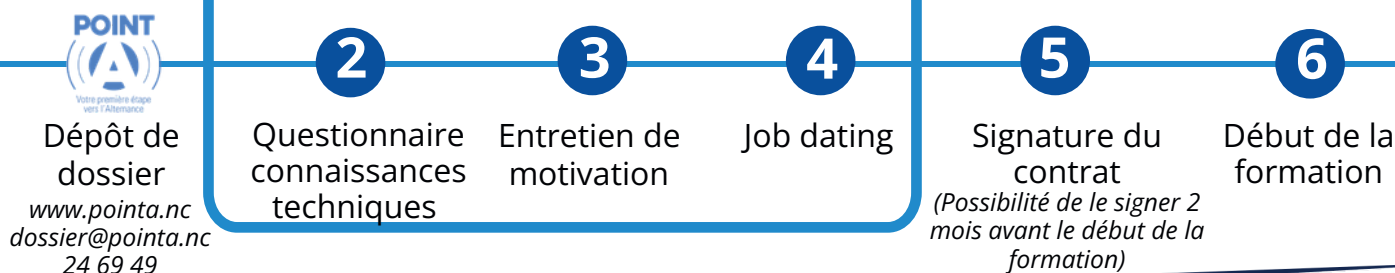 POINT
A
Votre première étape
vers l'Alternance
Dépôt de
dossier
www.pointa.nc
dossier@pointa.nc
24 69 49
2
Questionnaire
connaissances
techniques
3
Entretien de
motivation
4
Job dating
5
Signature du
contrat
(Possibilité de le signer 2
mois avant le début de la
formation)
6
Début de la
formation